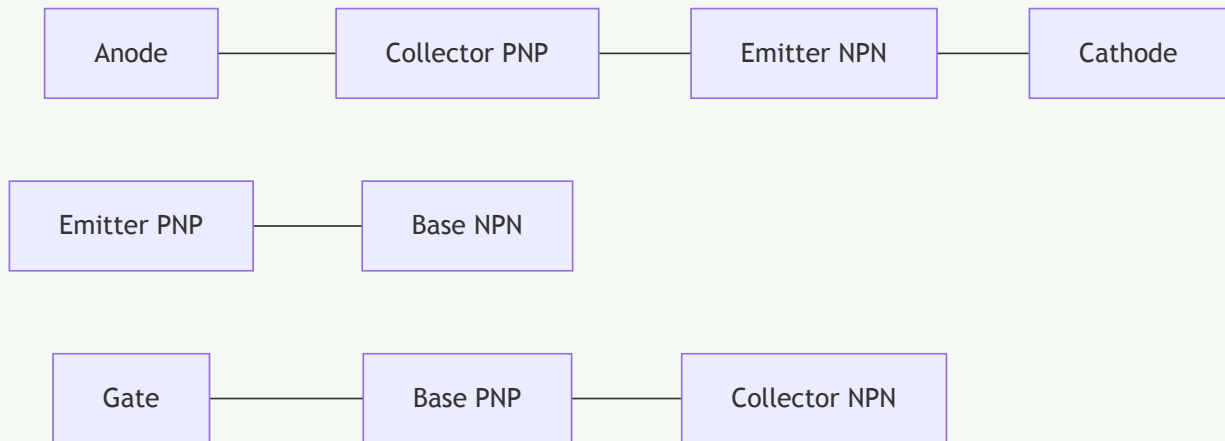 Anode Collector PNP Emitter NPN Cathode
Emitter PNP Base NPN
Gate Base PNP Collector NPN